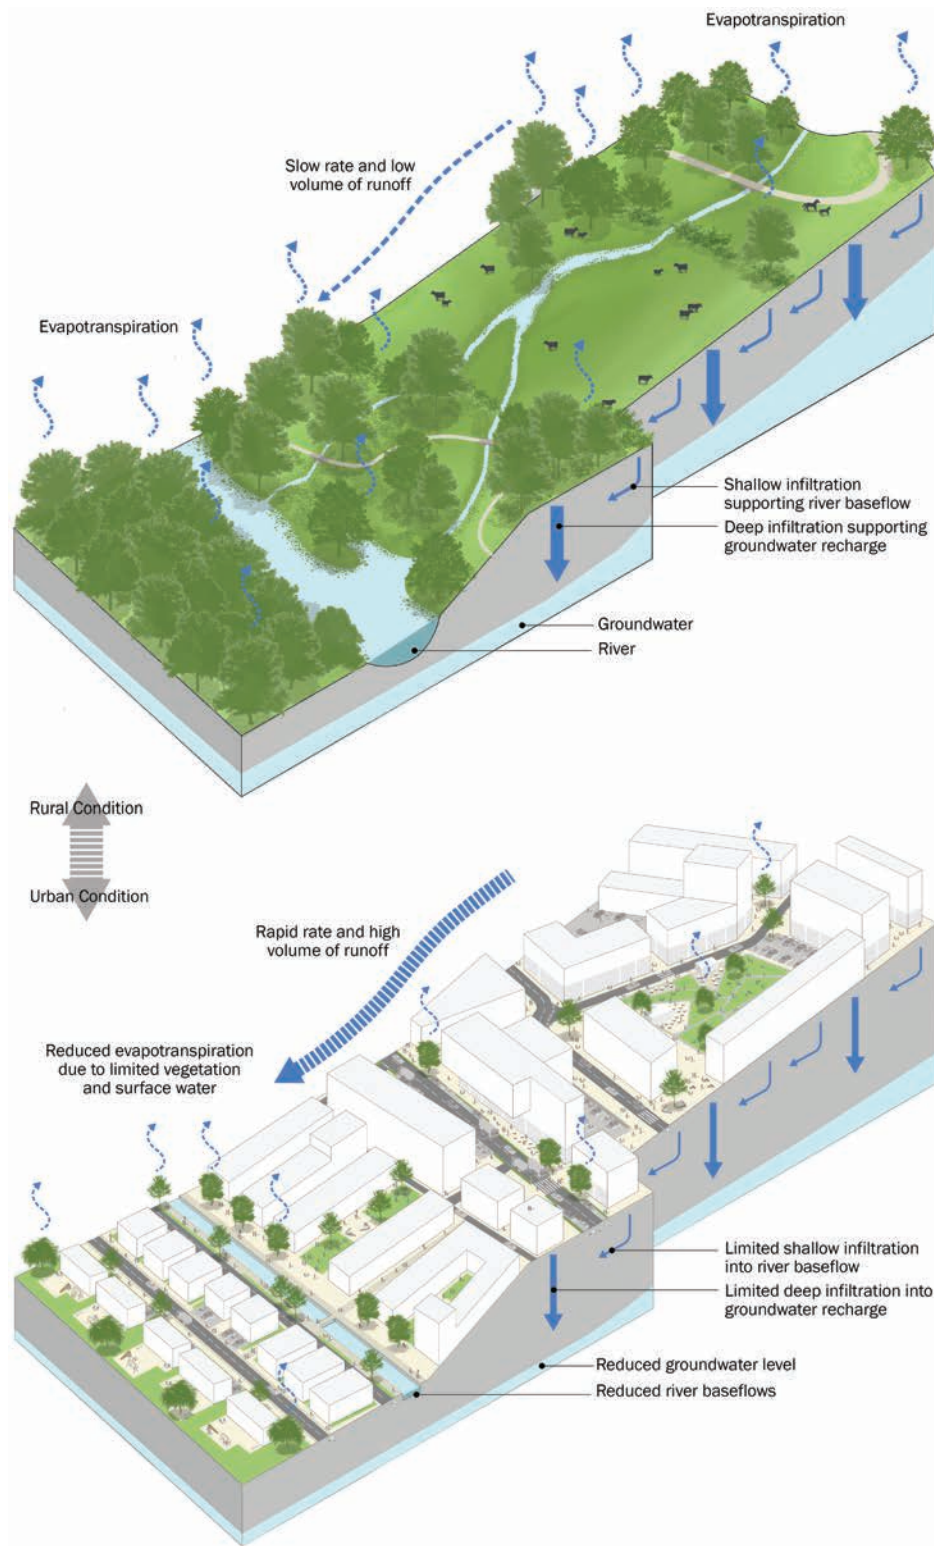 Evapotranspiration
Slow rate and low
volume of runoff
Evapotranspiration
Shallow infiltration
supporting river baseflow
Deep infiltration supporting
groundwater recharge
Groundwater
River
Rural Condition
Urban Condition
Rapid rate and high
volume of runoff
Reduced evapotranspiration
due to limited vegetation
and surface water
Limited shallow infiltration
into river baseflow
Limited deep infiltration into
groundwater recharge
Reduced groundwater level
Reduced river baseflows